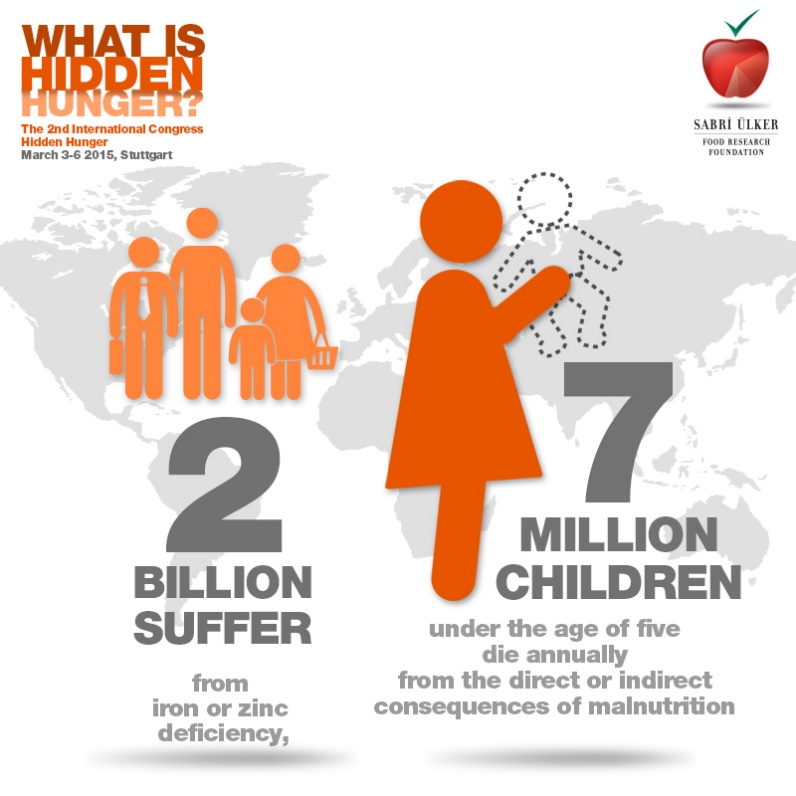 WHAT IS
HIDDEN
HUNGER?
The 2nd International Congress
Hidden Hunger
March 3-6 2015, Stuttgart
SABRİ ÜLKER
FOOD RESEARCH
FOUNDATION
2
BILLION
SUFFER
from
iron or zinc
deficiency,
7
MILLION
CHILDREN
under the age of five
die annually
from the direct or indirect
consequences of malnutrition